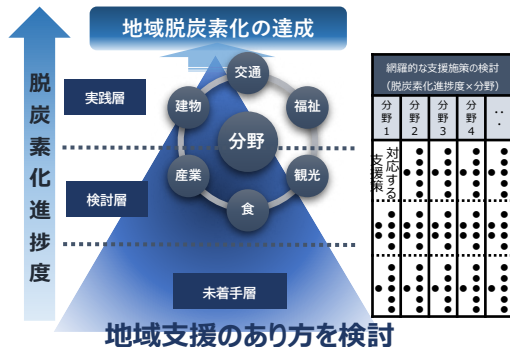 地域脱炭素化の達成
脱炭素化進捗度
実践層
検討層
未着手層
交通
建物
福祉
分野
産業
観光
食
地域支援のあり方を検討
網羅的な支援施策の検討
(脱炭素化進捗度×分野)
分野1
分野2
分野3
分野4
・・・
対応する
支援策